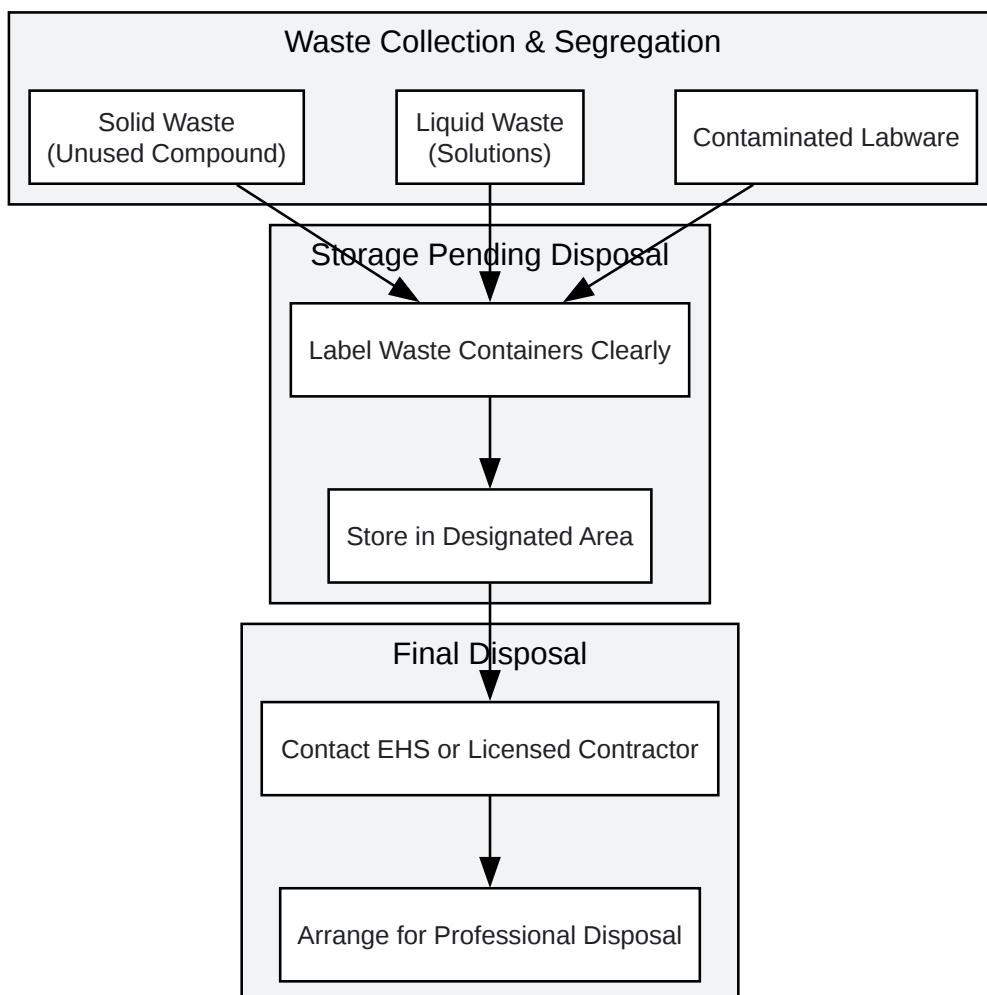 Waste Collection & Segregation
Solid Waste
(Unused Compound)
Liquid Waste
(Solutions)
Contaminated Labware
Storage Pending Disposal
Label Waste Containers Clearly
Store in Designated Area
Final Disposal
Contact EHS or Licensed Contractor
Arrange for Professional Disposal